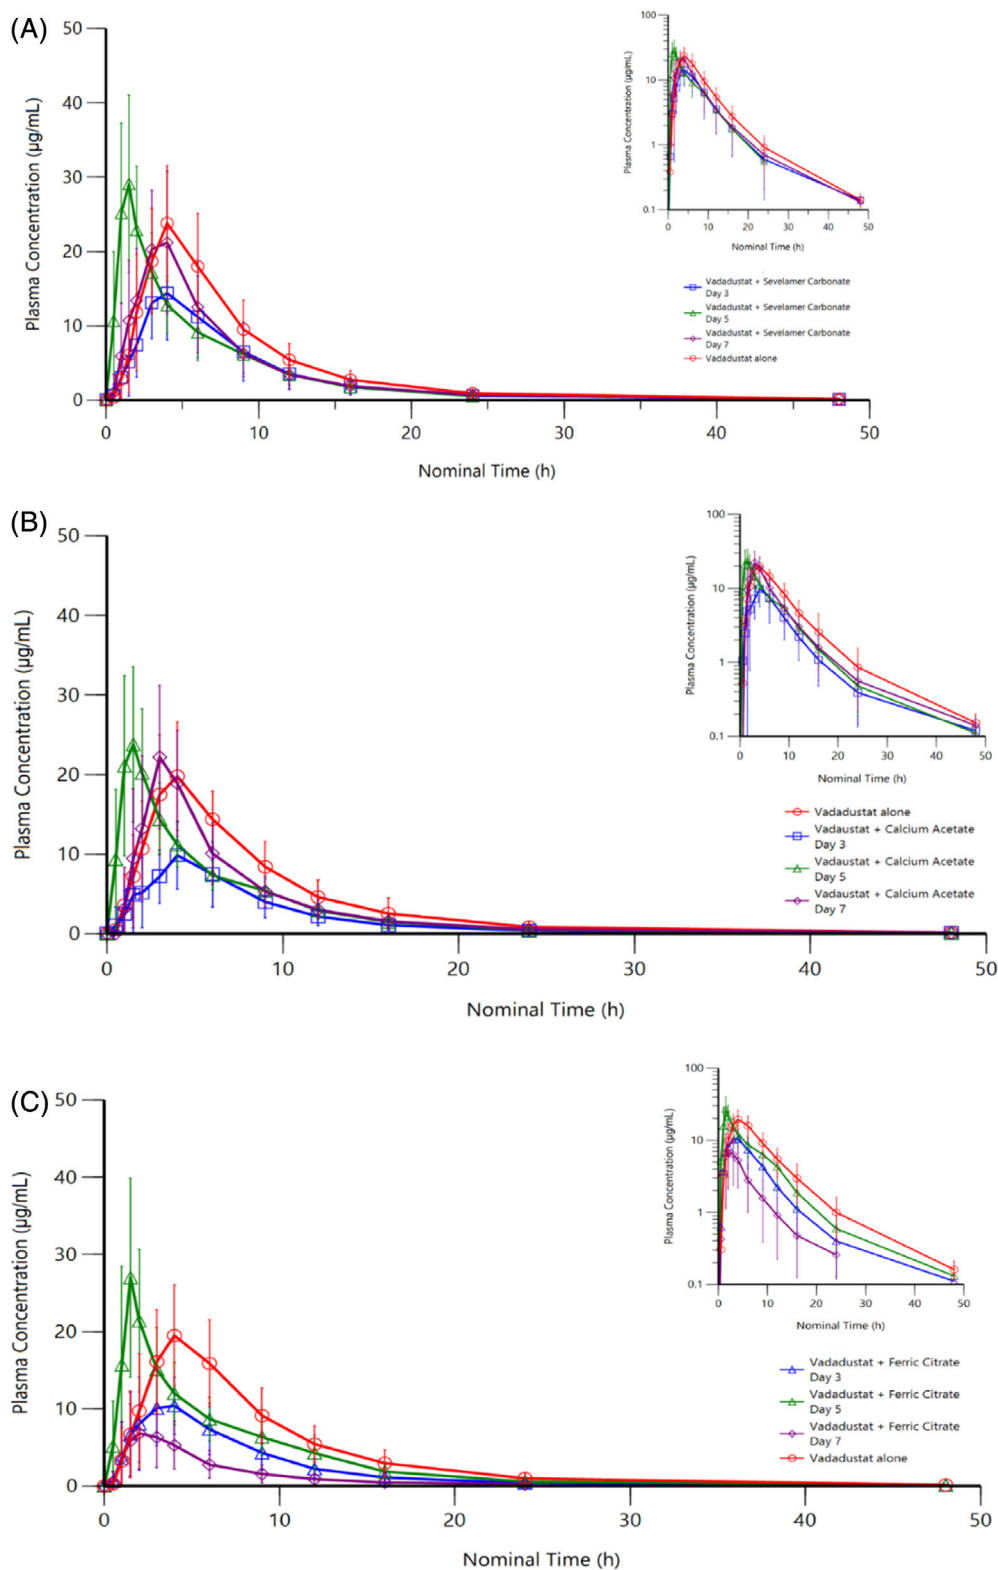 (A)
50
40
30
20
10
0
Plasma Concentration (µg/mL)
0 10 20 30 40 50
Nominal Time (h)
100
10
1
0.1
Plasma Concentration (µg/mL)
0 10 20 30 40 50
Nominal Time (h)
Vadadustat + Sevelamer Carbonate
Day 3
Vadadustat + Sevelamer Carbonate
Day 5
Vadadustat + Sevelamer Carbonate
Day 7
Vadadustat alone
(B)
50
40
30
20
10
0
Plasma Concentration (µg/mL)
0 10 20 30 40 50
Nominal Time (h)
100
10
1
0.1
Plasma Concentration (µg/mL)
0 10 20 30 40 50
Nominal Time (h)
Vadadustat alone
Vadaustat + Calcium Acetate
Day 3
Vadaustat + Calcium Acetate
Day 5
Vadaustat + Calcium Acetate
Day 7
(C)
50
40
30
20
10
0
Plasma Concentration (µg/mL)
0 10 20 30 40 50
Nominal Time (h)
100
10
1
0.1
Plasma Concentration (µg/mL)
0 10 20 30 40 50
Nominal Time (h)
Vadadustat + Ferric Citrate
Day 3
Vadadustat + Ferric Citrate
Day 5
Vadadustat + Ferric Citrate
Day 7
Vadadustat alone